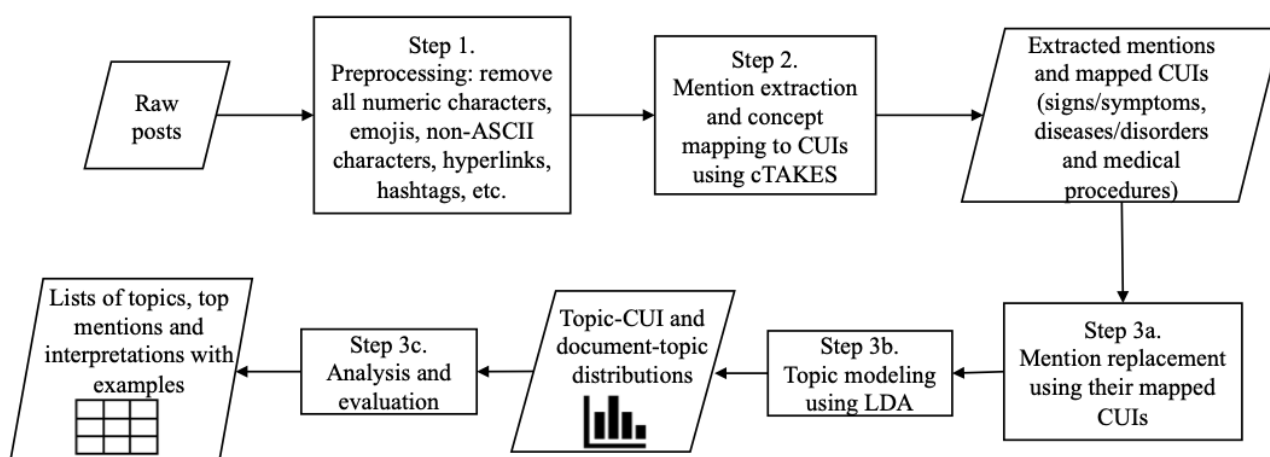 Raw
posts
Step 1.
Preprocessing: remove
all numeric characters,
emojis, non-ASCII
characters, hyperlinks,
hashtags, etc.
Step 2.
Mention extraction
and concept
mapping to CUIs
using cTAKES
Extracted mentions
and mapped CUIs
(signs/symptoms,
diseases/disorders
and medical
procedures)
Step 3a.
Mention replacement
using their mapped
CUIs
Step 3b.
Topic modeling
using LDA
Topic-CUI and
document-topic
distributions
Step 3c.
Analysis and
evaluation
Lists of topics, top
mentions and
interpretations with
examples